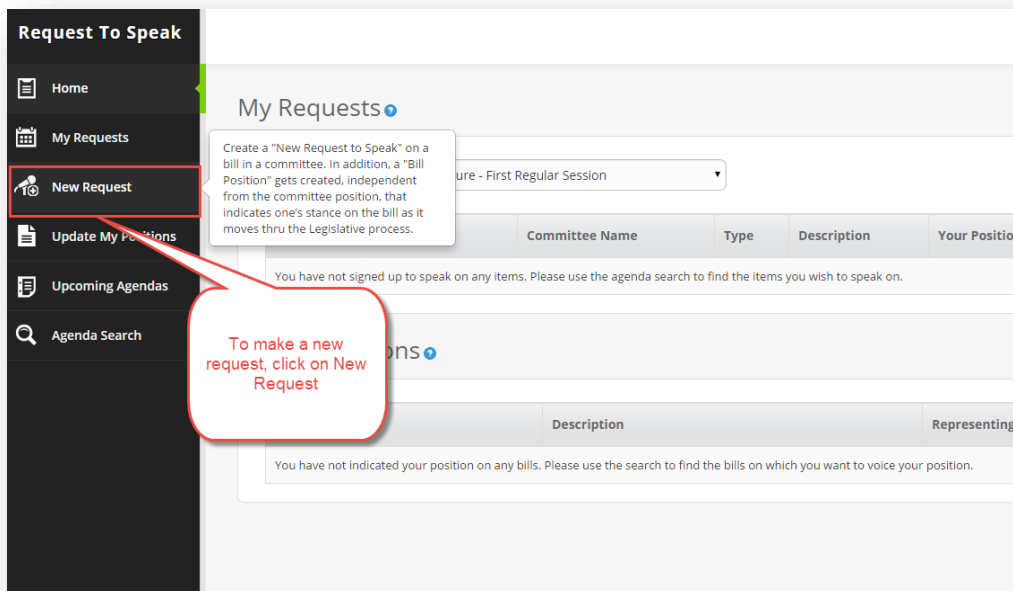 Request To Speak
Home
My Requests
New Request
Update My Positions
Upcoming Agendas
Agenda Search
My Requests
Create a "New Request to Speak" on a
bill in a committee. In addition, a "Bill
Position" gets created, independent
from the committee position, that
indicates one's stance on the bill as it
moves thru the Legislative process.
- First Regular Session
Committee Name Type Description Your
You have not signed up to speak on any items. Please use the agenda search to find the items you wish to speak on.
To make a new
request, click on New
Request
Description Representing
You have not indicated your position on any bills. Please use the search to find the bills on which you want to voice your position.